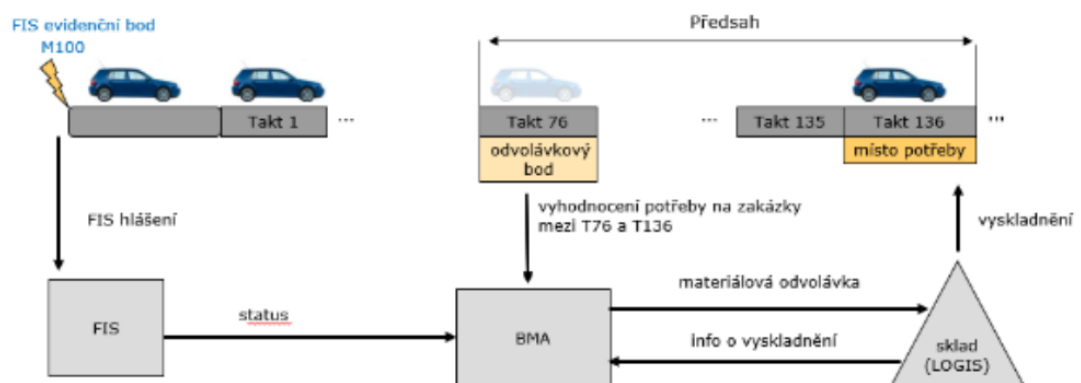 FIS evidenční bod
M100
Předsah
Takt 1
...
Takt 76
...
Takt 135
Takt 136
...
odvolávkový
bod
místo potřeby
FIS hlášení
vyhodnocení potřeby na zakázky
mezi T76 a T136
vyskladnění
FIS
status
BMA
materiálová odvolávka
info o vyskladnění
sklad
(LOGIS)